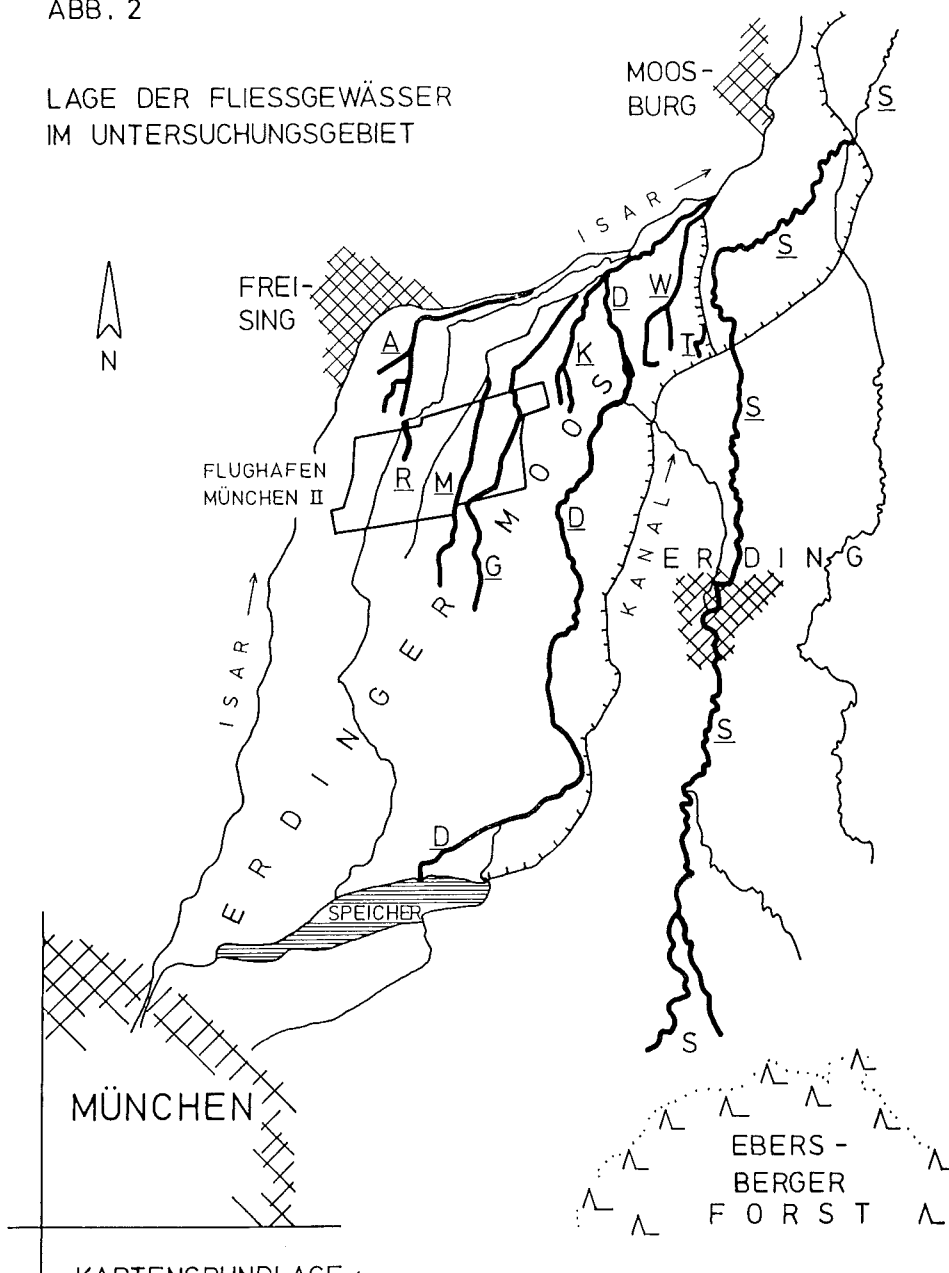 ABB. 2
LAGE DER FLIESSGEWÄSSER
IM UNTERSUCHUNGSGEBIET
MOOS-
BURG
S
ISAR
S
FREI-
SING
D
W
A
K
T
N
S
FLUGHAFEN
MÜNCHEN II
R
M
D
KANAL
ERDING
G
ISAR
S
ERDINGER MOOS
D
SPEICHER
S
MÜNCHEN
EBERS-
BERGER
FORST
KARTENGRUNDLAGE: